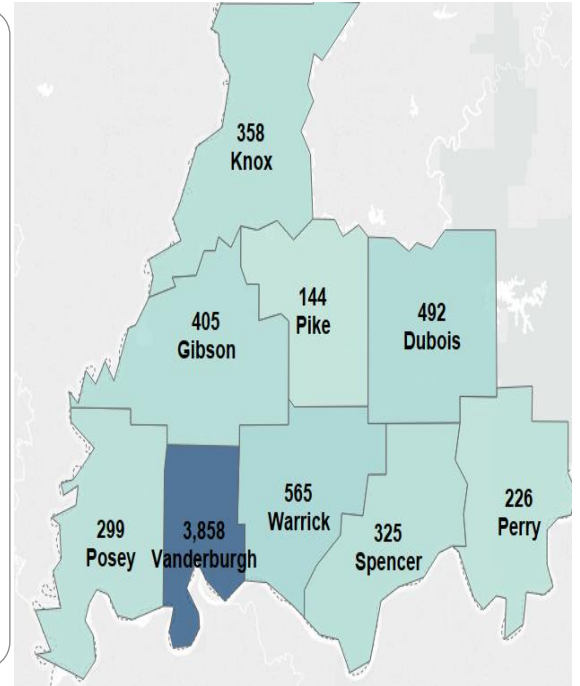 358
Knox
144
Pike
492
Dubois
405
Gibson
565
Warrick
226
Perry
299
Posey
3,858
Vanderburgh
325
Spencer